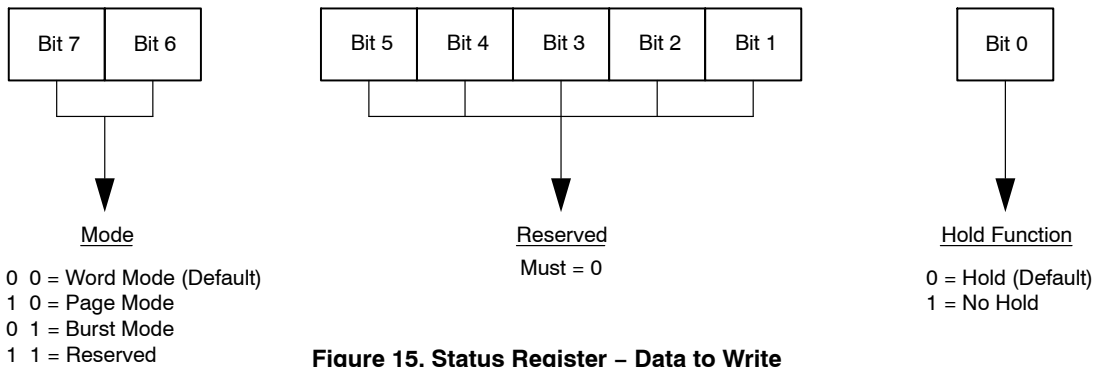 Bit 7 Bit 6 Bit 5 Bit 4 Bit 3 Bit 2 Bit 1 Bit 0
Mode
0 0 = Word Mode (Default)
1 0 = Page Mode
0 1 = Burst Mode
1 1 = Reserved
Reserved
Must = 0
Hold Function
0 = Hold (Default)
1 = No Hold
Figure 15. Status Register – Data to Write